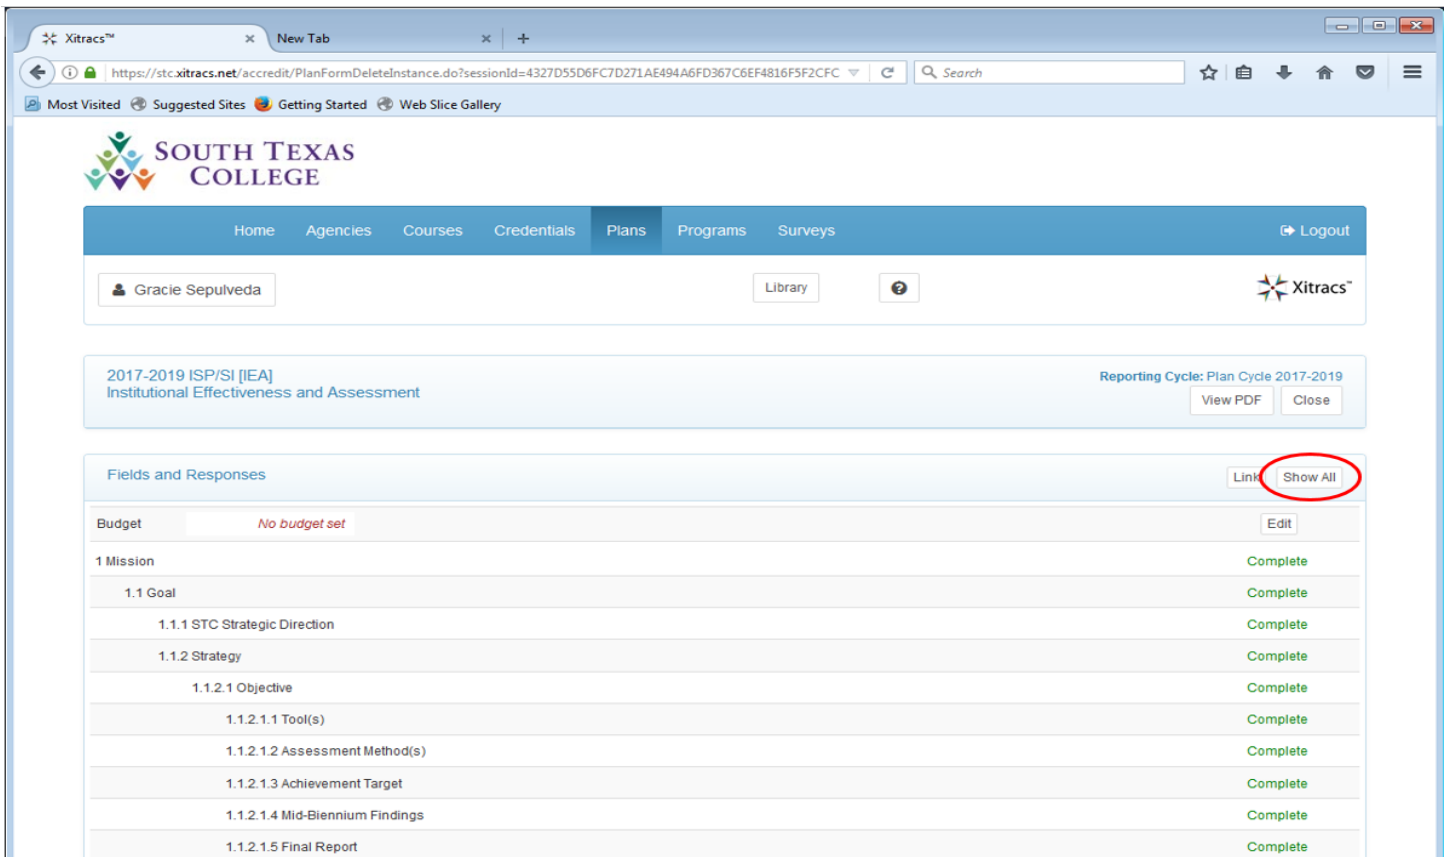 Xitracs™
New Tab
https://stc.xitracs.net/accredit/PlanFormDeleteInstance.do?sessionId=4327D55D6FC7D271AE494A6FD367C6EF4816F5F2CFC
Search
Most Visited Suggested Sites Getting Started Web Slice Gallery
SOUTH TEXAS
COLLEGE
Home Agencies Courses Credentials Plans Programs Surveys Logout
Gracie Sepulveda Library Xitracs™
2017-2019 ISP/SI [IEA]
Institutional Effectiveness and Assessment
Reporting Cycle: Plan Cycle 2017-2019
View PDF Close
Fields and Responses Link Show All
Budget No budget set Edit
1 Mission Complete
1.1 Goal Complete
1.1.1 STC Strategic Direction Complete
1.1.2 Strategy Complete
1.1.2.1 Objective Complete
1.1.2.1.1 Tool(s) Complete
1.1.2.1.2 Assessment Method(s) Complete
1.1.2.1.3 Achievement Target Complete
1.1.2.1.4 Mid-Biennium Findings Complete
1.1.2.1.5 Final Report Complete